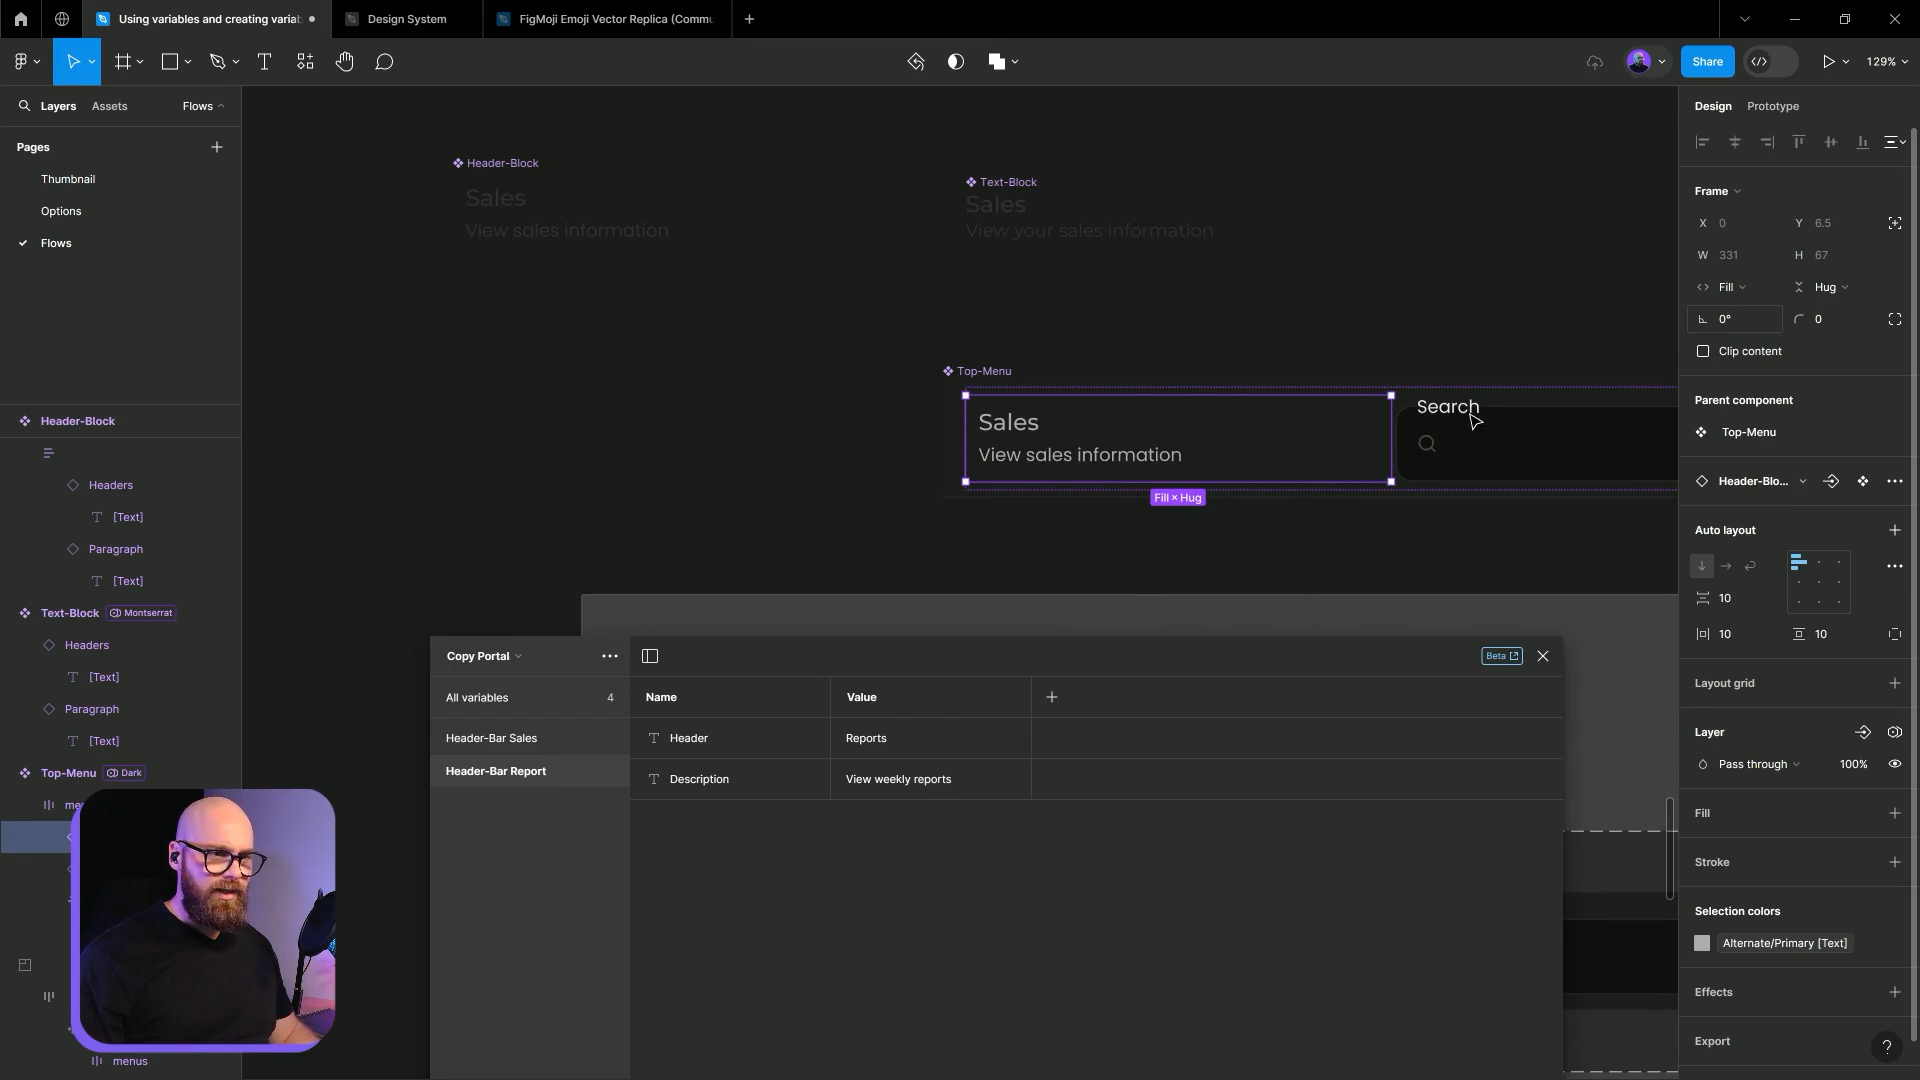 Using variables and creating variab
Design System
FigMoji Emoji Vector Replica (Commu
Share
129%
Layers
Assets
Flows
Pages
Thumbnail
Options
Flows
Header-Block
Headers
[Text]
Paragraph
[Text]
Text-Block
Montserrat
Headers
[Text]
Paragraph
[Text]
Top-Menu
Dark
menus
Header-Block
Sales
View sales information
Text-Block
Sales
View your sales information
Top-Menu
Sales
View sales information
Search
Fill × Hug
Copy Portal
Beta
All variables
4
Name
Value
Header-Bar Sales
Header
Reports
Header-Bar Report
Description
View weekly reports
Design
Prototype
Frame
X
0
Y
6.5
W
331
H
67
Fill
Hug
0°
0
Clip content
Parent component
Top-Menu
Header-Blo...
Auto layout
10
10
10
Layout grid
Layer
Pass through
100%
Fill
Stroke
Selection colors
Alternate/Primary [Text]
Effects
Export
?